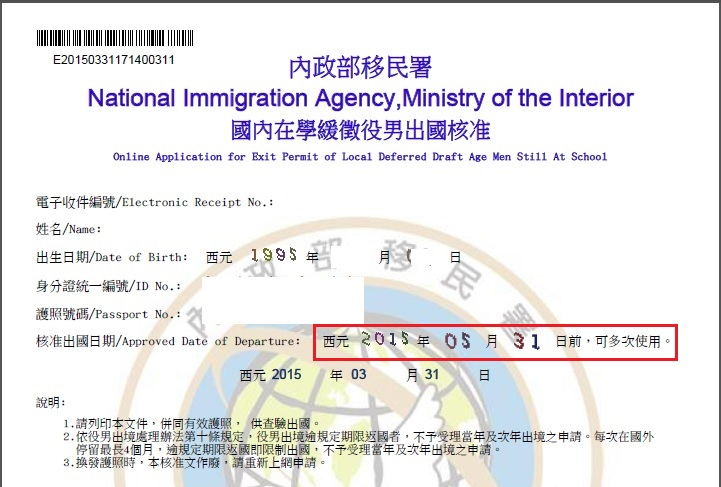 E20150331171400311
內政部移民署
National Immigration Agency,Ministry of the Interior
國內在學緩徵役男出國核准
Online Application for Exit Permit of Local Deferred Draft Age Men Still At School
電子收件編號/Electronic Receipt No.:
姓名/Name:
出生日期/Date of Birth: 西元 1995 年 月 日
身分證統一編號/ID No.:
護照號碼/Passport No.:
核准出國日期/Approved Date of Departure: 西元 2015 年 05 月 31 日前，可多次使用。
西元 2015 年 03 月 31 日
說明:
1.請列印本文件，併同有效護照， 供查驗出國。
2.依役男出境處理辦法第十條規定，役男出境逾規定期限返國者，不予受理當年及次年出境之申請。每次在國外
停留最長4個月，逾規定期限返國即限制出國，不予受理當年及次年出境之申請。
3.換發護照時，本核准文作廢，請重新上網申請。
政部移民署